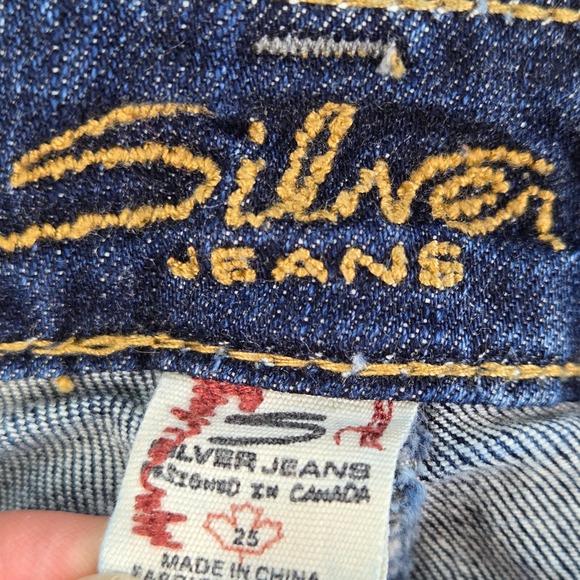 Silver
JEANS
S
SILVER JEANS
DESIGNED IN CANADA
25
MADE IN CHINA